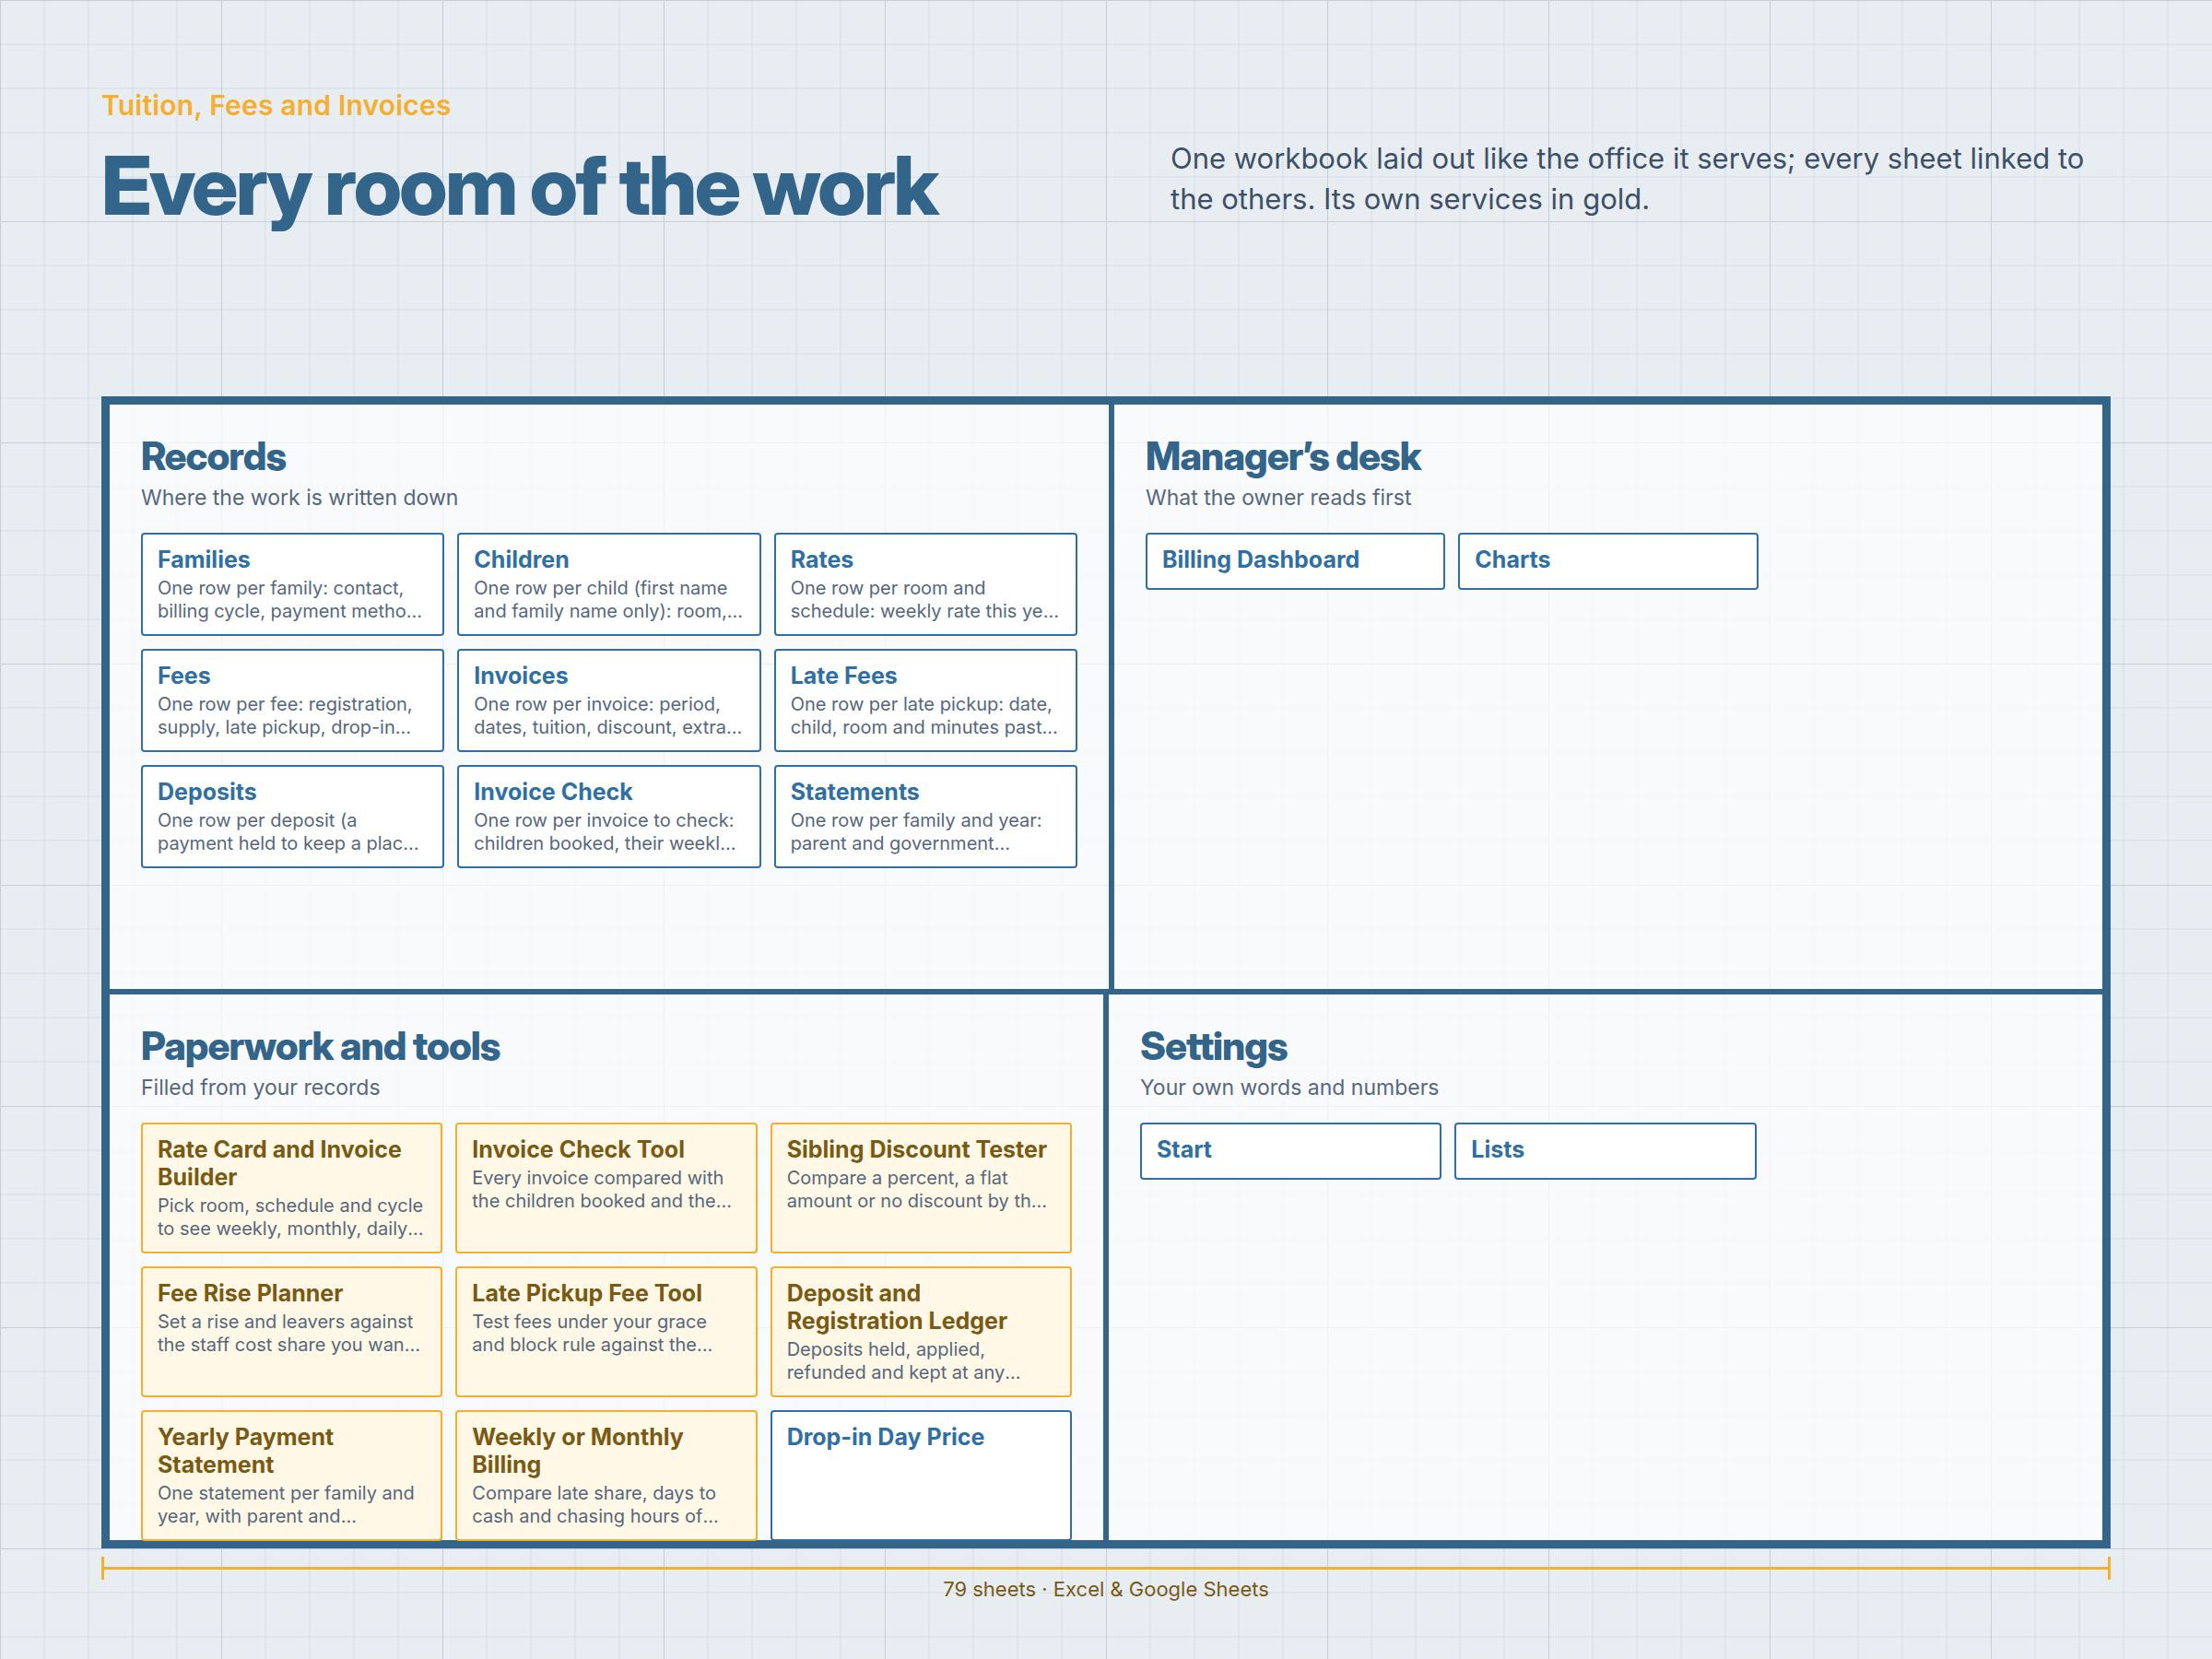 Tuition, Fees and Invoices
Every room of the work
One workbook laid out like the office it serves; every sheet linked to
the others. Its own services in gold.
Records
Where the work is written down
Families
One row per family: contact,
billing cycle, payment metho...
Children
One row per child (first name
and family name only): room,...
Rates
One row per room and
schedule: weekly rate this ye...
Fees
One row per fee: registration,
supply, late pickup, drop-in...
Invoices
One row per invoice: period,
dates, tuition, discount, extra...
Late Fees
One row per late pickup: date,
child, room and minutes past...
Deposits
One row per deposit (a
payment held to keep a plac...
Invoice Check
One row per invoice to check:
children booked, their weekl...
Statements
One row per family and year:
parent and government...
Manager’s desk
What the owner reads first
Billing Dashboard
Charts
Paperwork and tools
Filled from your records
Rate Card and Invoice
Builder
Pick room, schedule and cycle
to see weekly, monthly, daily...
Invoice Check Tool
Every invoice compared with
the children booked and the...
Sibling Discount Tester
Compare a percent, a flat
amount or no discount by th...
Fee Rise Planner
Set a rise and leavers against
the staff cost share you wan...
Late Pickup Fee Tool
Test fees under your grace
and block rule against the...
Deposit and
Registration Ledger
Deposits held, applied,
refunded and kept at any...
Yearly Payment
Statement
One statement per family and
year, with parent and...
Weekly or Monthly
Billing
Compare late share, days to
cash and chasing hours of...
Drop-in Day Price
Settings
Your own words and numbers
Start
Lists
79 sheets · Excel & Google Sheets